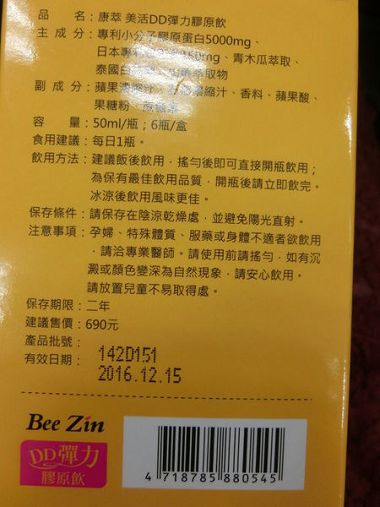 品　　名：康萃 美活DD彈力膠原飲
主 成 分：專利小分子膠原蛋白5000mg、
日本專利 50mg、青木瓜萃取、
泰國白 萃取物
副 成 分：蘋果濃縮汁、 濃縮汁、香料、蘋果酸、
果糖粉、
容　　量：50ml/瓶；6瓶/盒
食用建議：每日1瓶。
飲用方法：建議飯後飲用，搖勻後即可直接開瓶飲用；
為保有最佳飲用品質，開瓶後請立即飲完。
冰涼後飲用風味更佳。
保存條件：請保存在陰涼乾燥處，並避免陽光直射。
注意事項：孕婦、特殊體質、服藥或身體不適者欲飲用
，請洽專業醫師。請使用前請搖勻，如有沉
澱或顏色變深為自然現象，請安心飲用。
請放置兒童不易取得處。
保存期限：二年
建議售價：690元
產品批號：
有效日期：
142D151
2016.12.15
Bee Zin
DD彈力
膠原飲
4 718785 880545